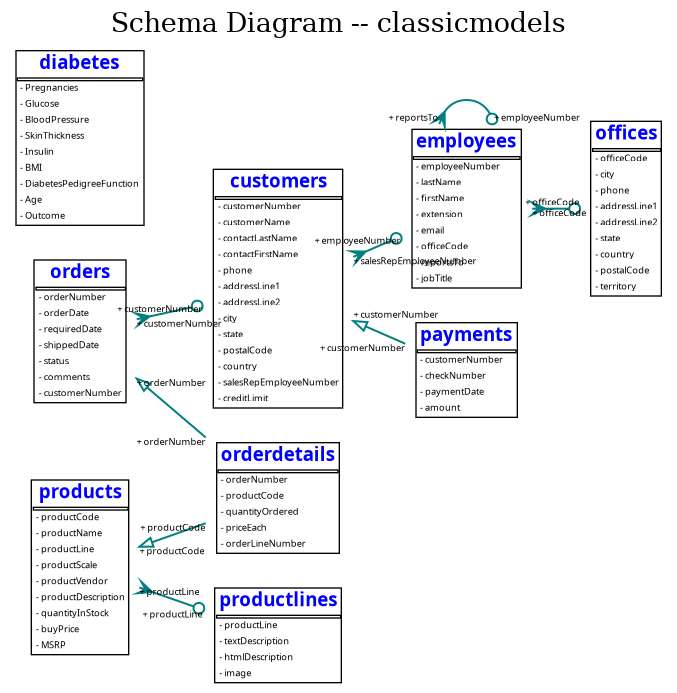 Schema Diagram -- classicmodels
diabetes
- Pregnancies
- Glucose
- BloodPressure
- SkinThickness
- Insulin
- BMI
- DiabetesPedigreeFunction
- Age
- Outcome
orders
- orderNumber
- orderDate
- requiredDate
- shippedDate
- status
- comments
- customerNumber
+ customerNumber
+ customerNumber
customers
- customerNumber
- customerName
- contactLastName
- contactFirstName
- phone
- addressLine1
- addressLine2
- city
- state
- postalCode
- country
- salesRepEmployeeNumber
- creditLimit
+ employeeNumber
+ salesRepEmployeeNumber
+ reportsTo
+ employeeNumber
employees
- employeeNumber
- lastName
- firstName
- extension
- email
- officeCode
- reportsTo
- jobTitle
+ officeCode
+ officeCode
offices
- officeCode
- city
- phone
- addressLine1
- addressLine2
- state
- country
- postalCode
- territory
+ customerNumber
+ customerNumber
payments
- customerNumber
- checkNumber
- paymentDate
- amount
+ orderNumber
+ orderNumber
orderdetails
- orderNumber
- productCode
- quantityOrdered
- priceEach
- orderLineNumber
products
- productCode
- productName
- productLine
- productScale
- productVendor
- productDescription
- quantityInStock
- buyPrice
- MSRP
+ productCode
+ productCode
+ productLine
+ productLine
productlines
- productLine
- textDescription
- htmlDescription
- image